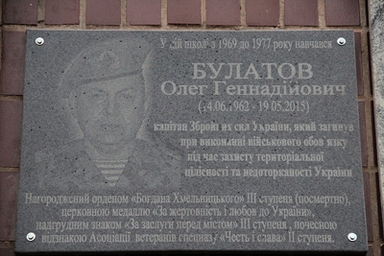 У цій школі з 1969 до 1977 року навчався
БУЛАТОВ
Олег Геннадійович
(14.06.1962 - 19.05.2015)
капітан Збройних сил України, який загинув
при виконанні військового обов'язку
під час захисту територіальної
цілісності та недоторканості України
Нагороджений орденом «Богдана Хмельницького» III ступеня (посмертно),
церковною медаллю «За жертовність і любов до України»,
надгрудним знаком «За заслуги перед містом» III ступеня, почесною
відзнакою Асоціації ветеранів спецназу «Честь і слава» II ступеня.